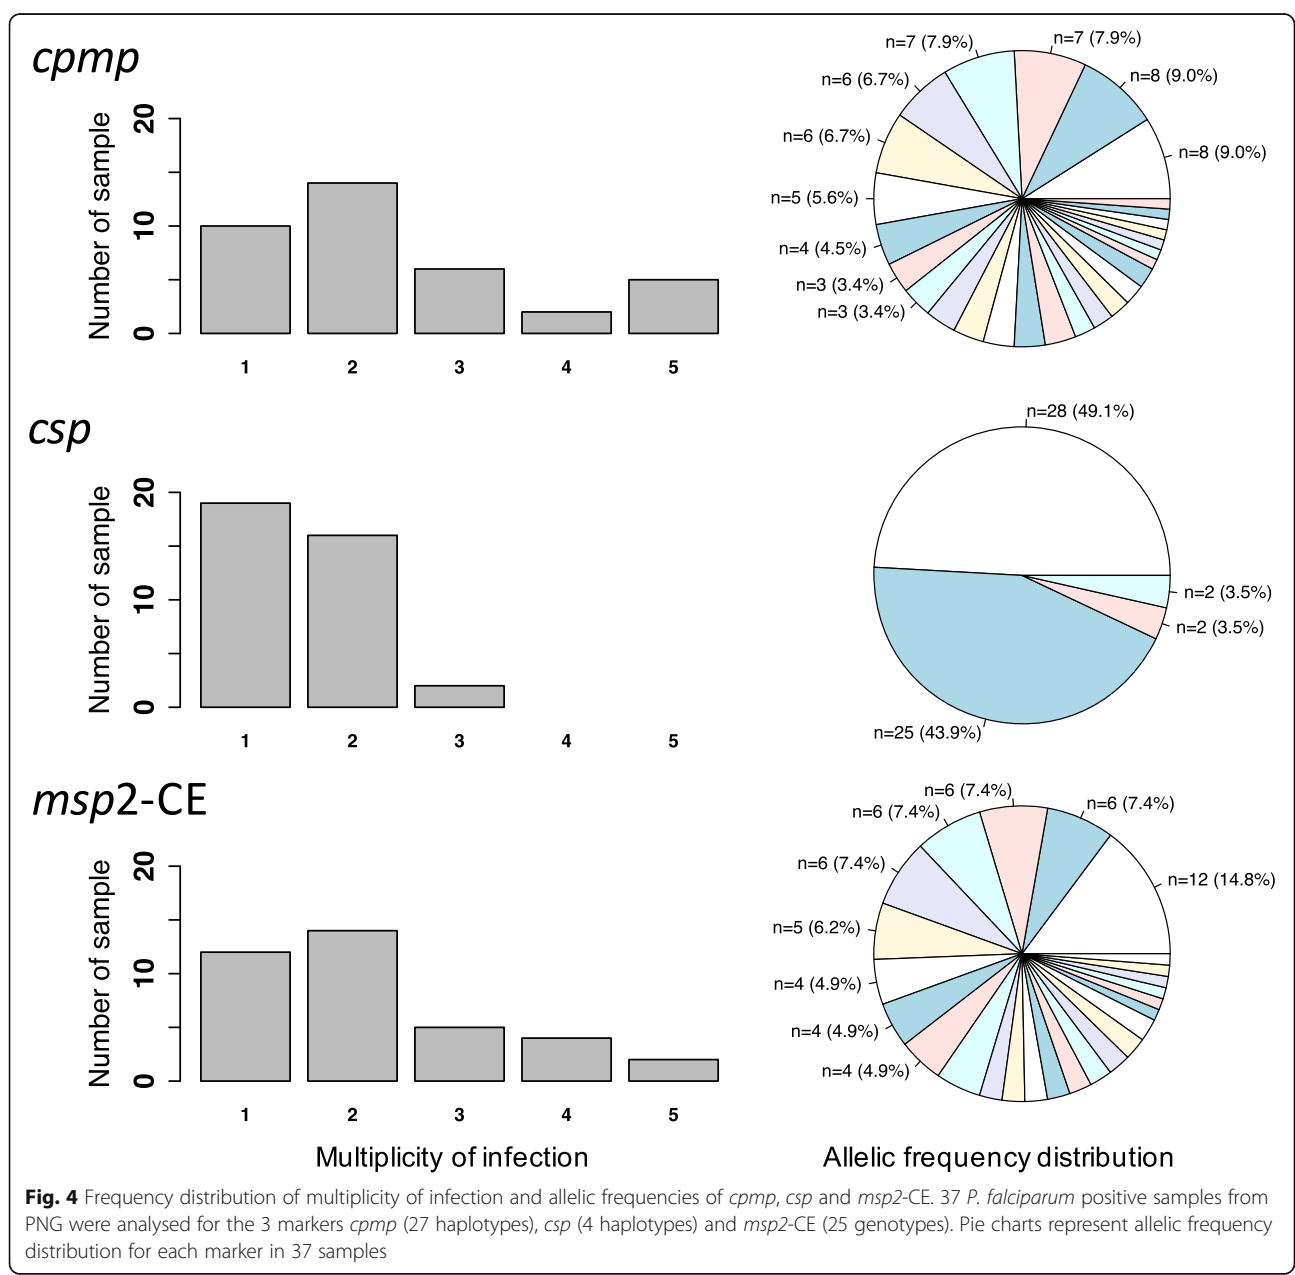 cpmp
Number of sample
20
10
0
1 2 3 4 5
n=7 (7.9%)
n=7 (7.9%)
n=8 (9.0%)
n=6 (6.7%)
n=6 (6.7%)
n=8 (9.0%)
n=5 (5.6%)
n=4 (4.5%)
n=3 (3.4%)
n=3 (3.4%)
csp
Number of sample
20
10
0
1 2 3 4 5
n=28 (49.1%)
n=2 (3.5%)
n=2 (3.5%)
n=25 (43.9%)
msp2-CE
Number of sample
20
10
0
1 2 3 4 5
n=6 (7.4%)
n=6 (7.4%)
n=6 (7.4%)
n=6 (7.4%)
n=12 (14.8%)
n=5 (6.2%)
n=4 (4.9%)
n=4 (4.9%)
n=4 (4.9%)
Multiplicity of infection
Allelic frequency distribution
Fig. 4 Frequency distribution of multiplicity of infection and allelic frequencies of cpmp, csp and msp2-CE. 37 P. falciparum positive samples from
PNG were analysed for the 3 markers cpmp (27 haplotypes), csp (4 haplotypes) and msp2-CE (25 genotypes). Pie charts represent allelic frequency
distribution for each marker in 37 samples